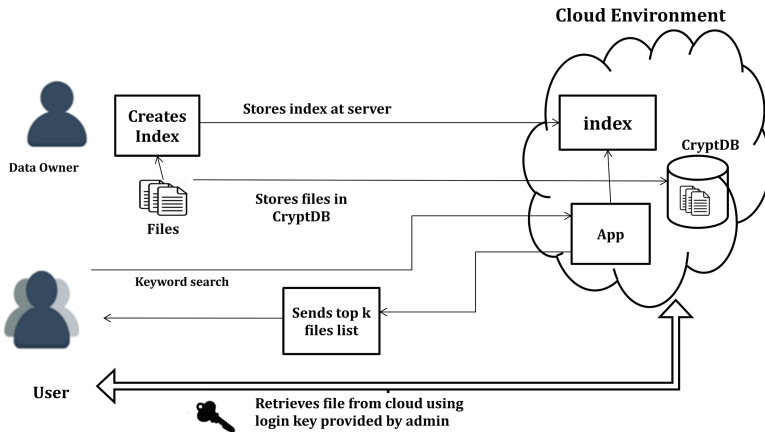 Cloud Environment
Data Owner
Creates
Index
Stores index at server
index
CryptDB
Files
Stores files in
CryptDB
App
Keyword search
Sends top k
files list
User
Retrieves file from cloud using
login key provided by admin